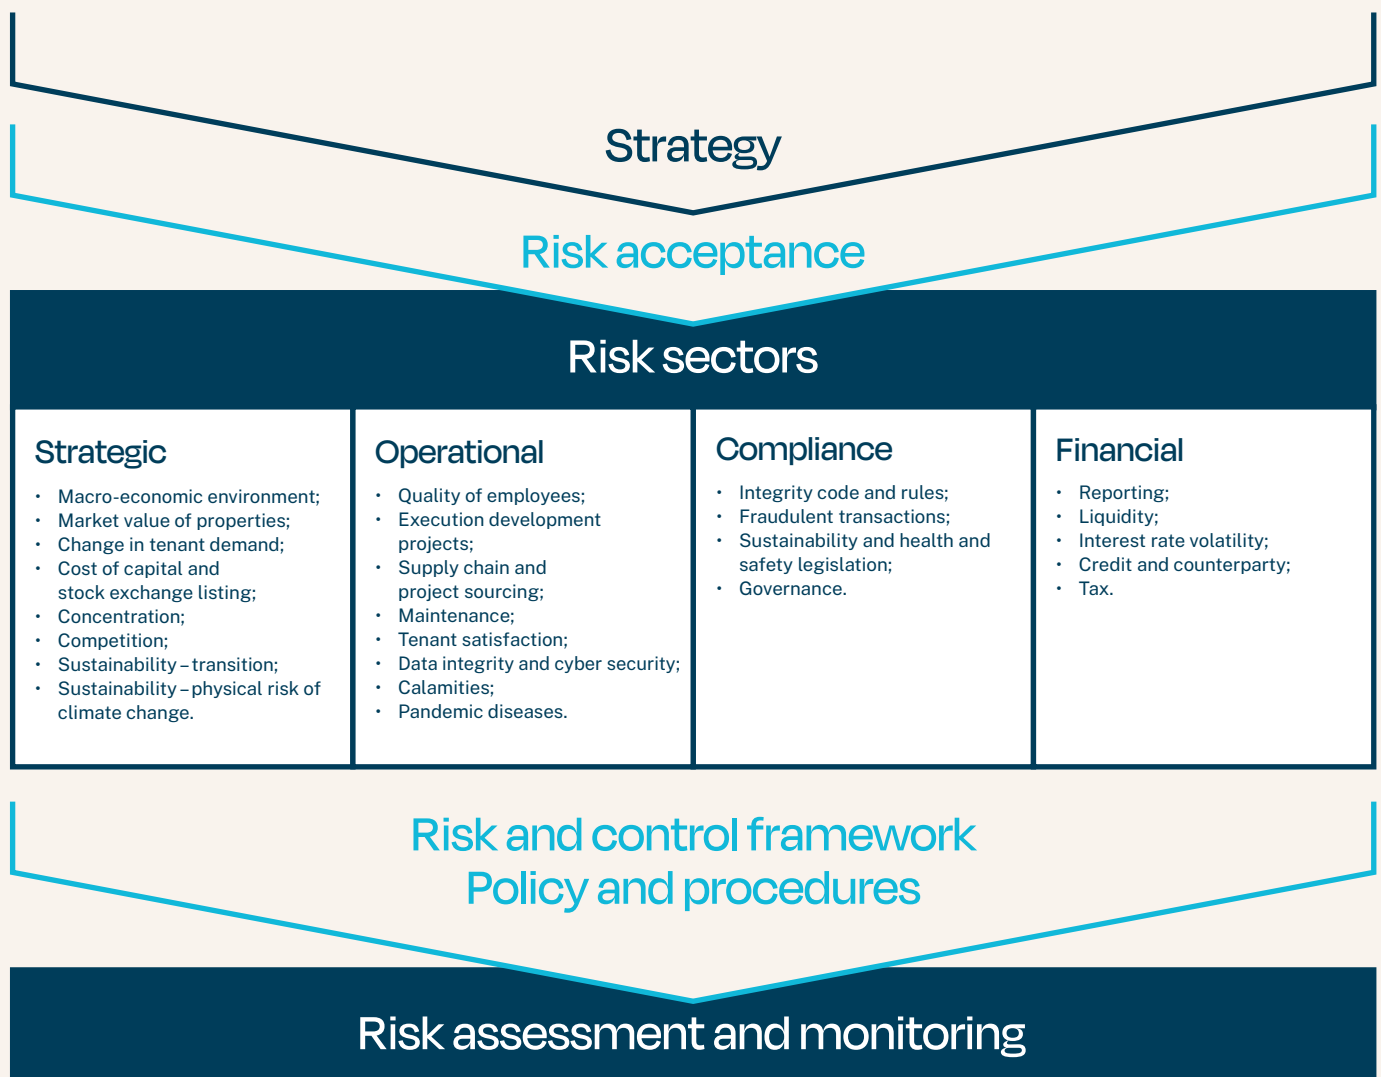 Strategy
Risk acceptance
Risk sectors
Strategic
• Macro-economic environment;
• Market value of properties;
• Change in tenant demand;
• Cost of capital and
stock exchange listing;
• Concentration;
• Competition;
• Sustainability – transition;
• Sustainability – physical risk of
climate change.
Operational
• Quality of employees;
• Execution development
projects;
• Supply chain and
project sourcing;
• Maintenance;
• Tenant satisfaction;
• Data integrity and cyber security;
• Calamities;
• Pandemic diseases.
Compliance
• Integrity code and rules;
• Fraudulent transactions;
• Sustainability and health and
safety legislation;
• Governance.
Financial
• Reporting;
• Liquidity;
• Interest rate volatility;
• Credit and counterparty;
• Tax.
Risk and control framework
Policy and procedures
Risk assessment and monitoring